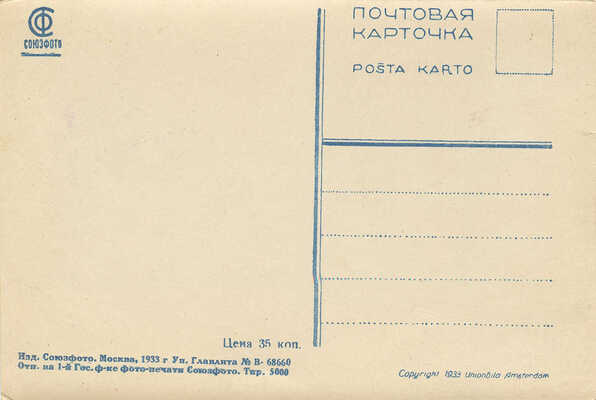 СФ
СОЮЗФОТО
ПОЧТОВАЯ
КАРТОЧКА
POŜTA KARTO
Цена 35 коп.
Изд. Союзфото. Москва, 1933 г Уп. Главлита № В- 68660
Отп. на 1-й Гос. ф-ке фото-печати Союзфото. Тир. 5000
Copyright 1933 Unionbild Amsterdam